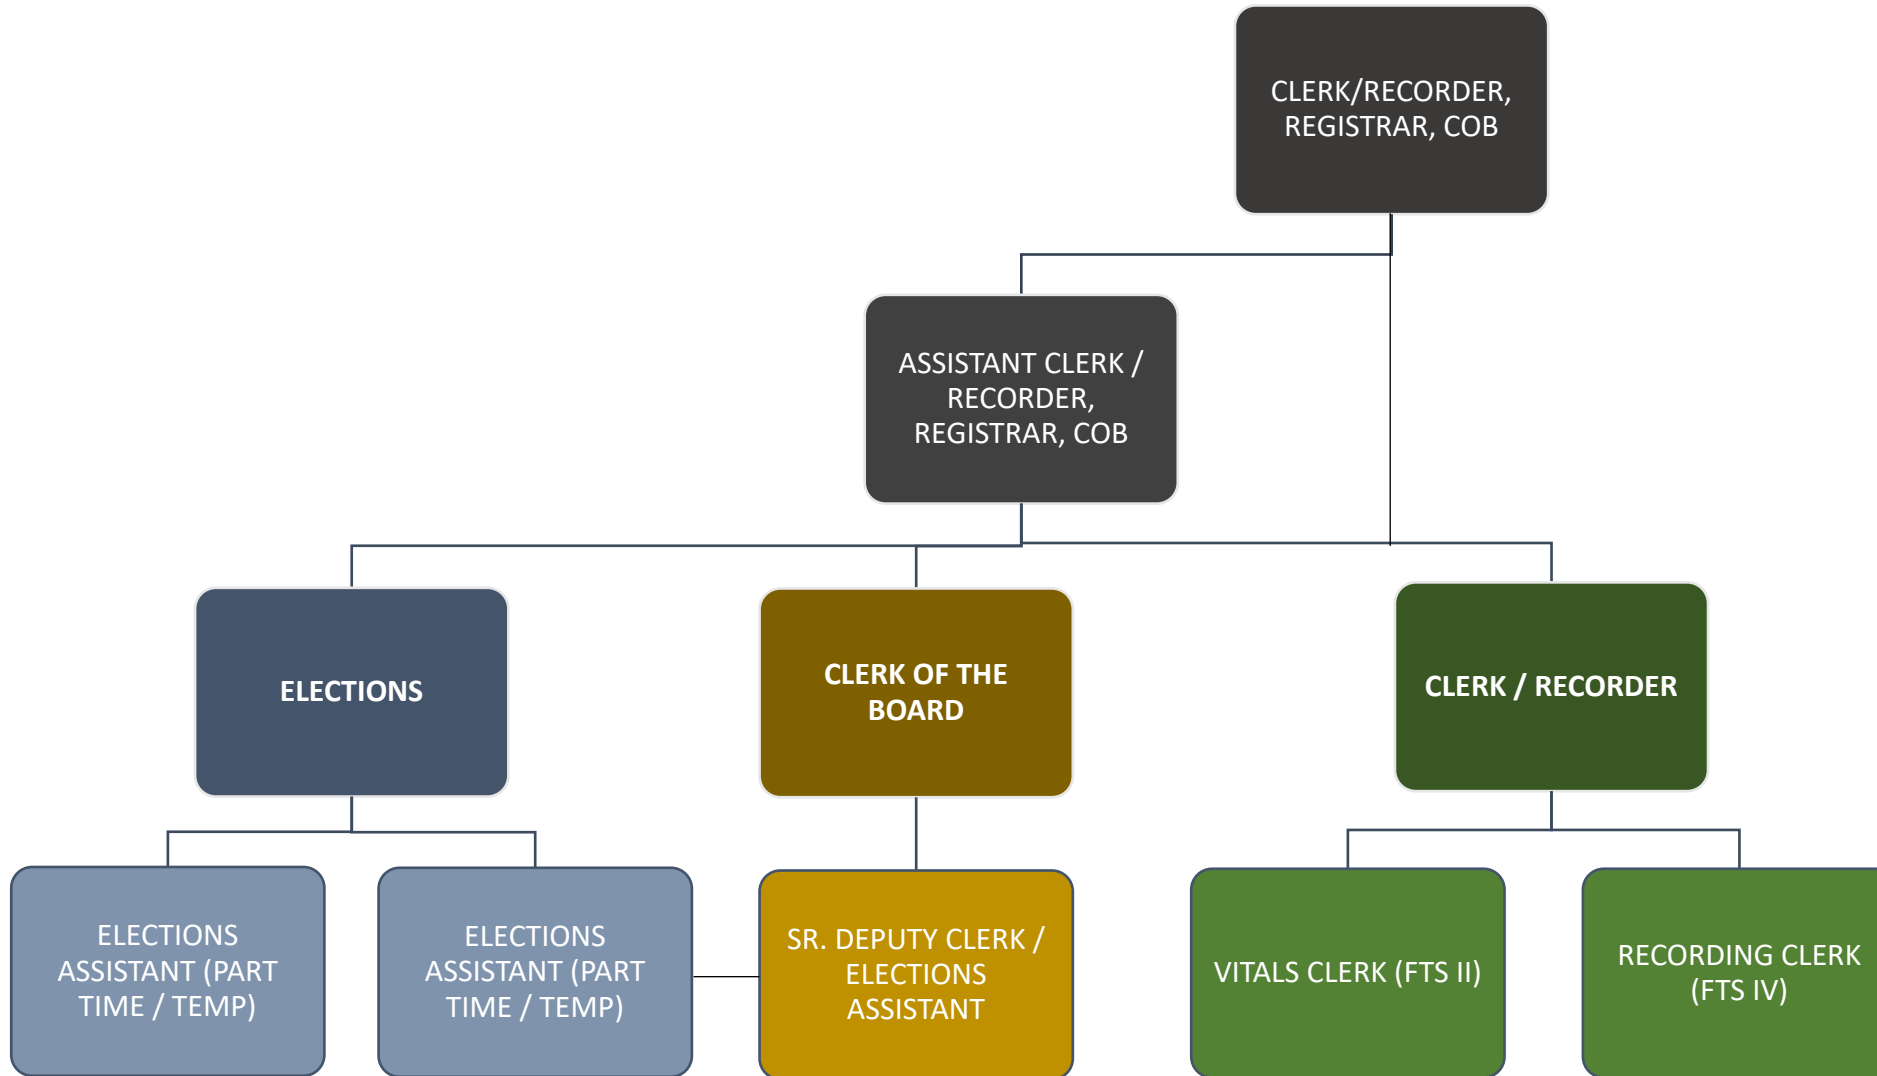 CLERK/RECORDER,
REGISTRAR, COB
ASSISTANT CLERK /
RECORDER,
REGISTRAR, COB
ELECTIONS
CLERK OF THE
BOARD
CLERK / RECORDER
ELECTIONS
ASSISTANT (PART
TIME / TEMP)
ELECTIONS
ASSISTANT (PART
TIME / TEMP)
SR. DEPUTY CLERK /
ELECTIONS
ASSISTANT
VITALS CLERK (FTS II)
RECORDING CLERK
(FTS IV)